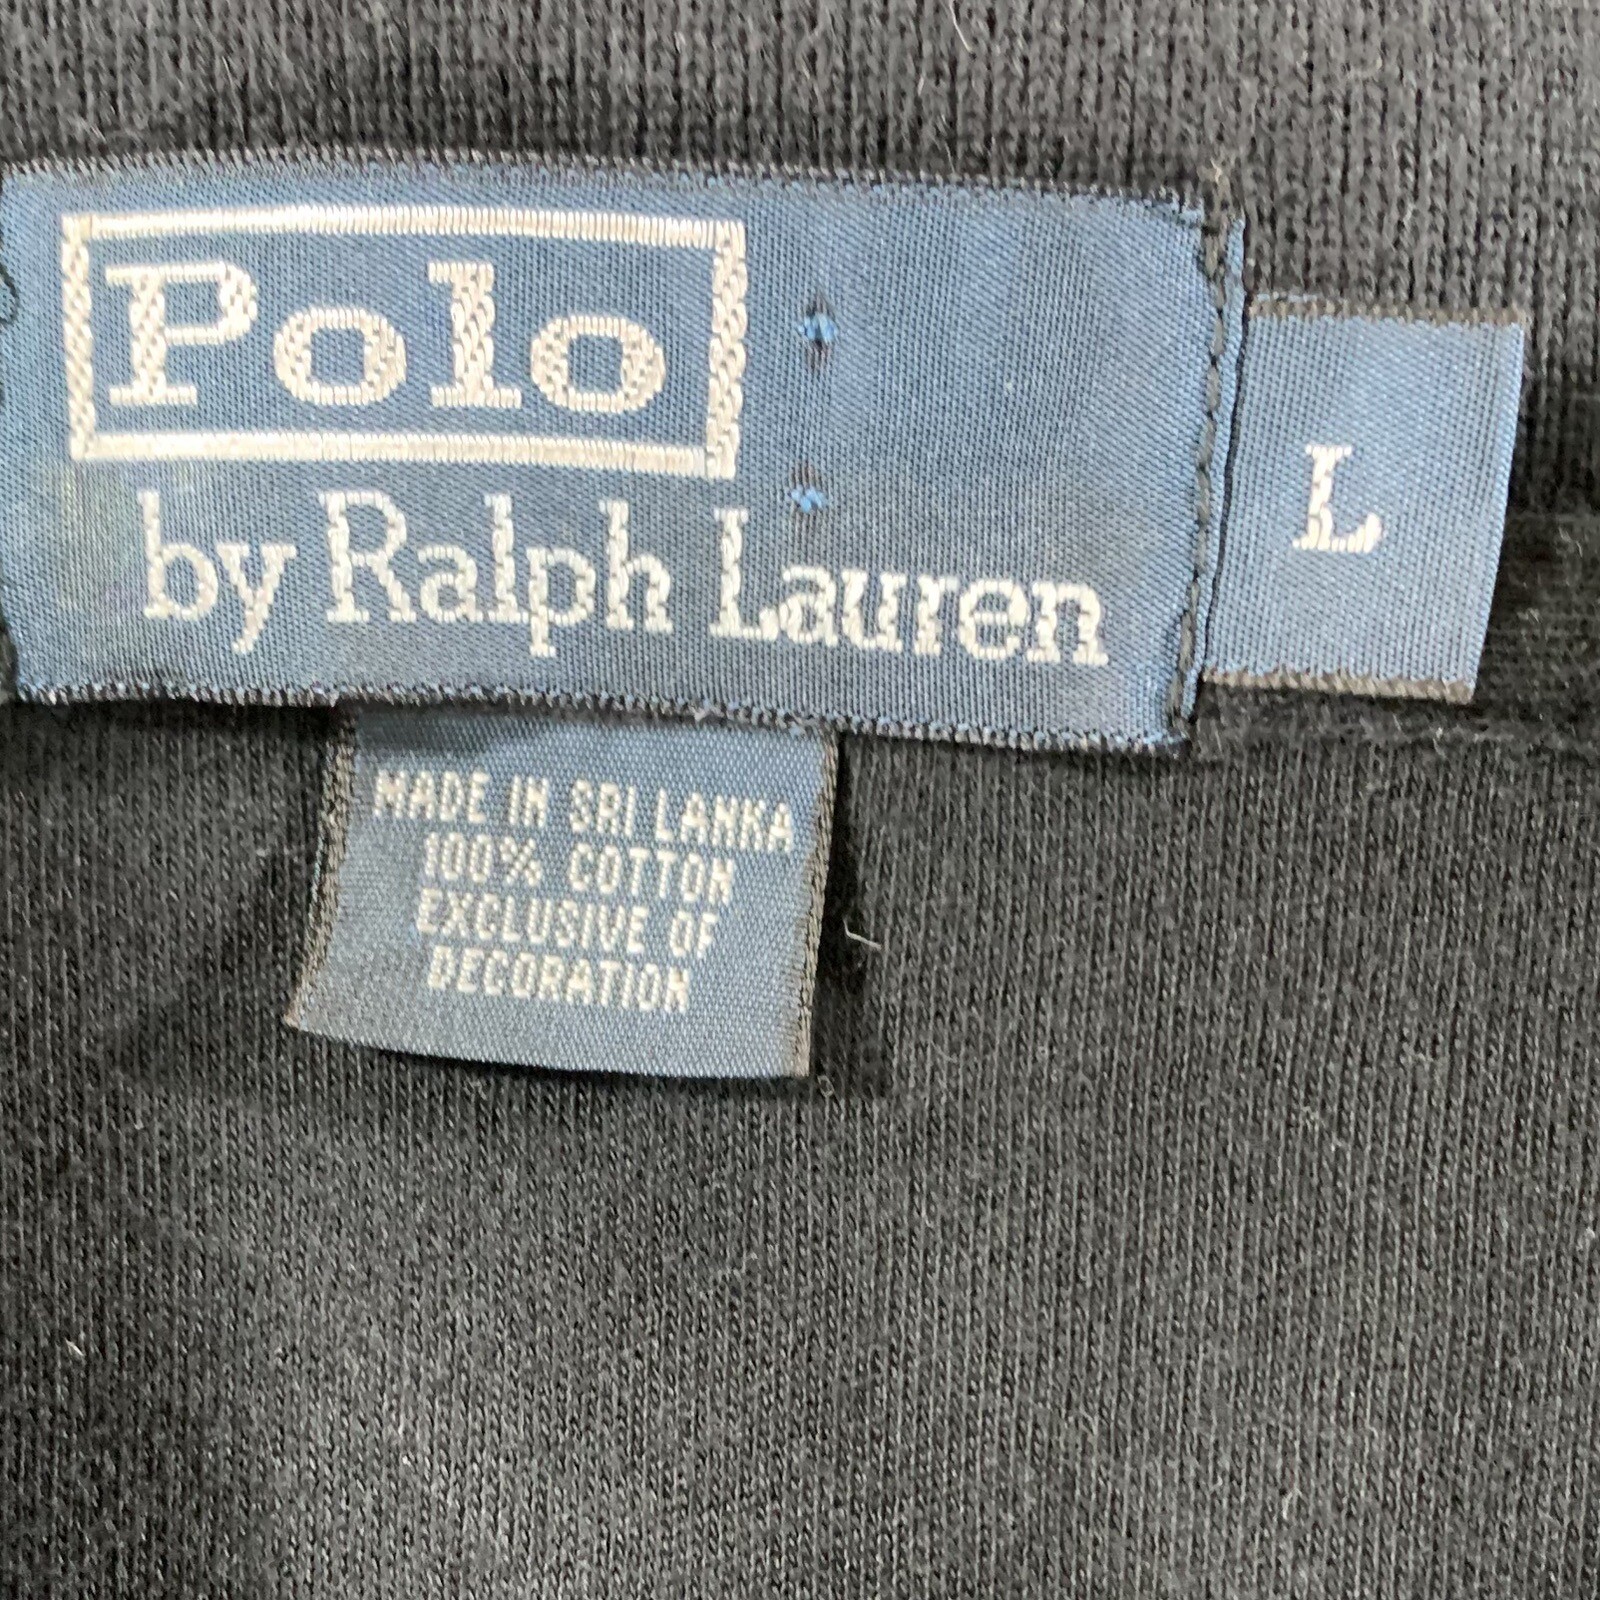 Polo
by Ralph Lauren
L
MADE IN SRI LANKA
100% COTTON
EXCLUSIVE OF
DECORATION